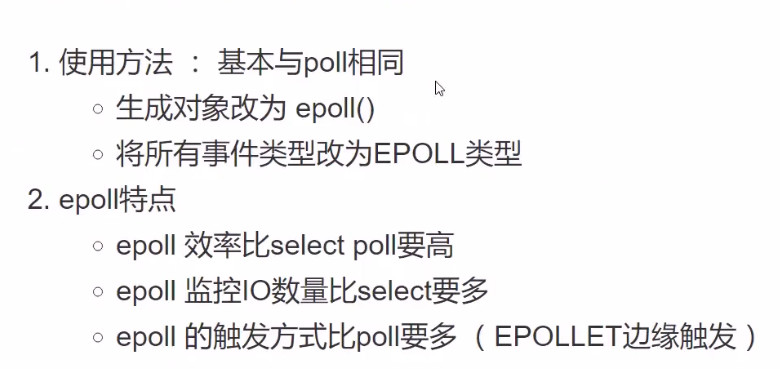 1. 使用方法 ： 基本与poll相同
○ 生成对象改为 epoll()
○ 将所有事件类型改为EPOLL类型
2. epoll特点
○ epoll 效率比select poll要高
○ epoll 监控IO数量比select要多
○ epoll 的触发方式比poll要多 （EPOLLET边缘触发）